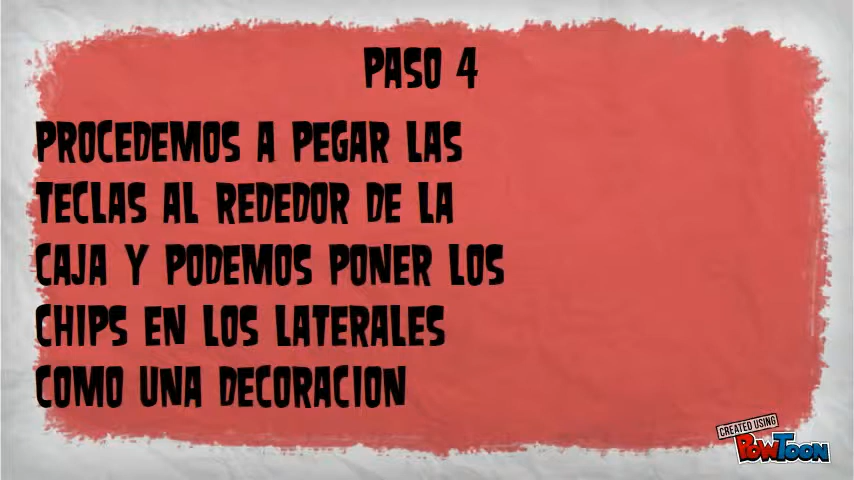 PASO 4
PROCEDEMOS A PEGAR LAS
TECLAS AL REDEDOR DE LA
CAJA Y PODEMOS PONER LOS
CHIPS EN LOS LATERALES
COMO UNA DECORACION
CREATED USING
POWTOON